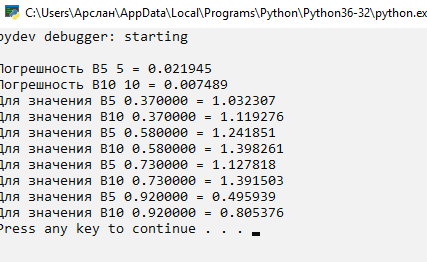 C:\Users\Арслан\AppData\Local\Programs\Python\Python36-32\python.ex
pydev debugger: starting
Погрешность B5 5 = 0.021945
Погрешность B10 10 = 0.007489
Для значения B5 0.370000 = 1.032307
Для значения B10 0.370000 = 1.119276
Для значения B5 0.580000 = 1.241851
Для значения B10 0.580000 = 1.398261
Для значения B5 0.730000 = 1.127818
Для значения B10 0.730000 = 1.391503
Для значения B5 0.920000 = 0.495939
Для значения B10 0.920000 = 0.805376
Press any key to continue . . .